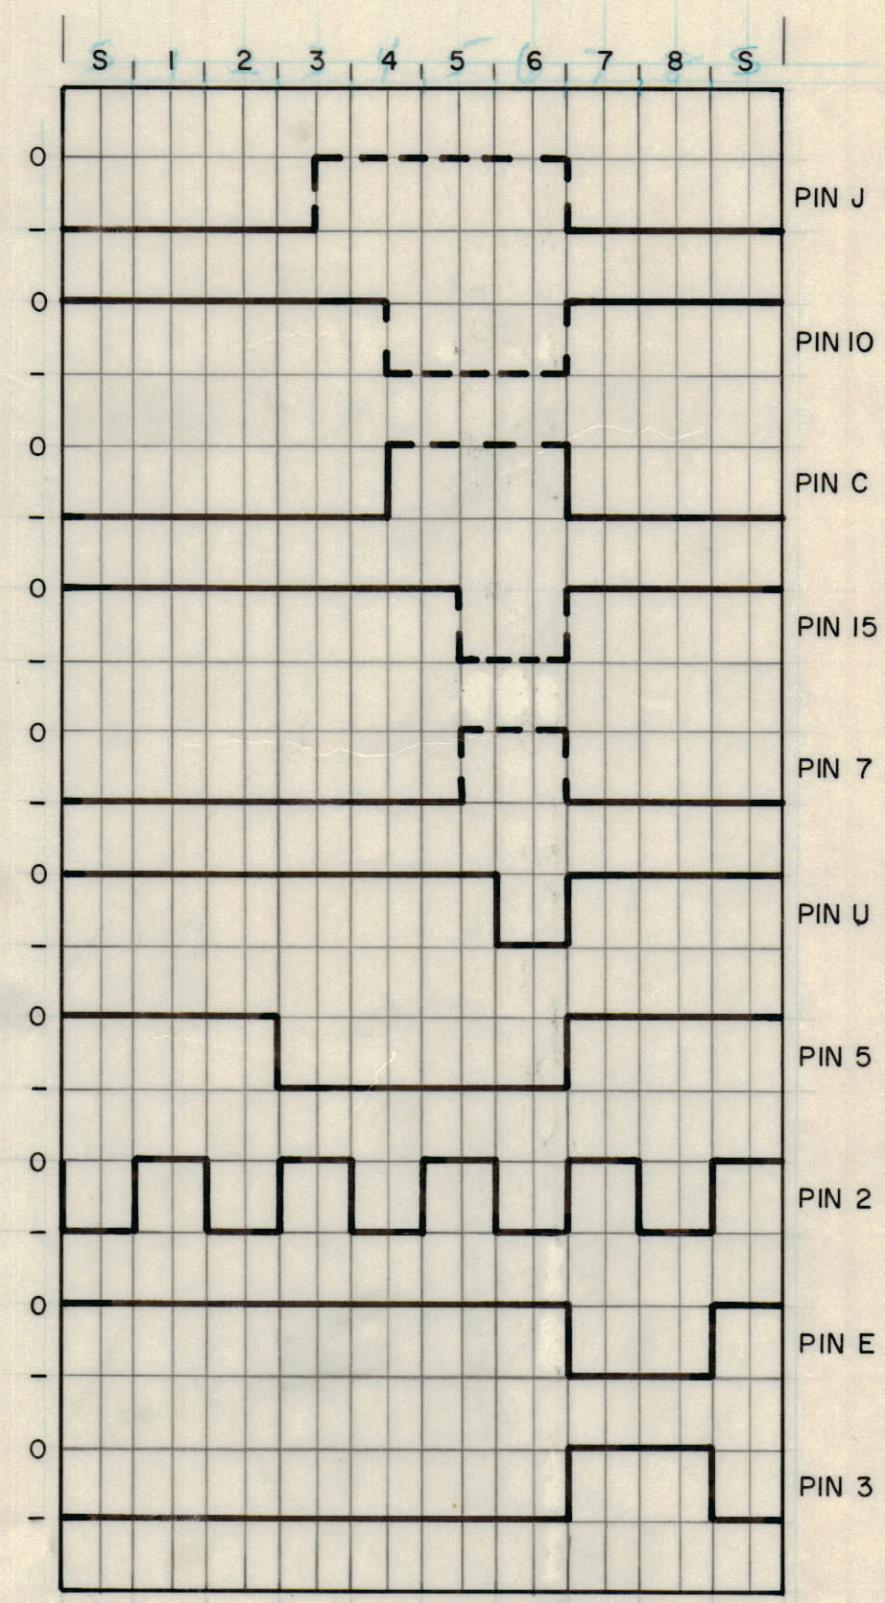 S | 1 | 2 | 3 | 4 | 5 | 6 | 7 | 8 | S
0
PIN J
–
0
PIN 10
–
0
PIN C
–
0
PIN 15
–
0
PIN 7
–
0
PIN U
–
0
PIN 5
–
0
PIN 2
–
0
PIN E
–
0
PIN 3
–